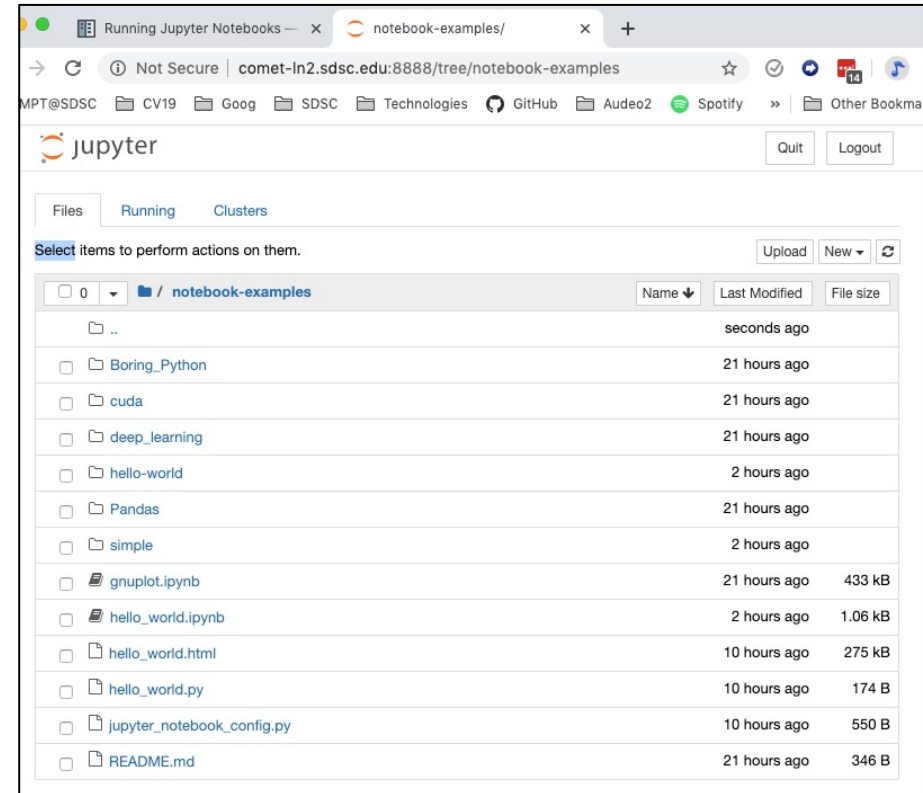 Running Jupyter Notebooks — × notebook-examples/ × +
Not Secure | comet-ln2.sdsc.edu:8888/tree/notebook-examples 14
MPT@SDSC CV19 Goog SDSC Technologies GitHub Audeo2 Spotify » Other Bookma
jupyter Quit Logout
Files Running Clusters
Select items to perform actions on them. Upload New
0 / notebook-examples Name Last Modified File size
.. seconds ago
Boring_Python 21 hours ago
cuda 21 hours ago
deep_learning 21 hours ago
hello-world 2 hours ago
Pandas 21 hours ago
simple 2 hours ago
gnuplot.ipynb 21 hours ago 433 kB
hello_world.ipynb 2 hours ago 1.06 kB
hello_world.html 10 hours ago 275 kB
hello_world.py 10 hours ago 174 B
jupyter_notebook_config.py 10 hours ago 550 B
README.md 21 hours ago 346 B